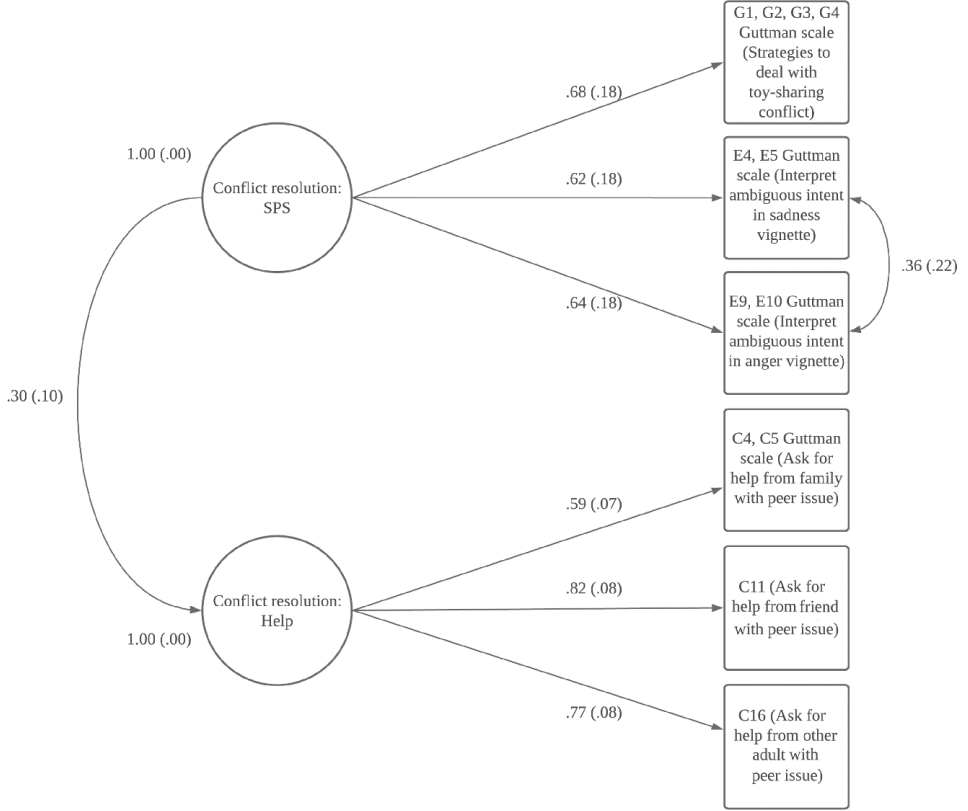 G1, G2, G3, G4
Guttman scale
(Strategies to
deal with
toy-sharing
conflict)
.68 (.18)
1.00 (.00)
E4, E5 Guttman
scale (Interpret
ambiguous intent
in sadness
vignette)
.62 (.18)
Conflict resolution:
SPS
.36 (.22)
.64 (.18)
E9, E10 Guttman
scale (Interpret
ambiguous intent
in anger vignette)
.30 (.10)
C4, C5 Guttman
scale (Ask for
help from family
with peer issue)
.59 (.07)
.82 (.08)
C11 (Ask for
help from friend
with peer issue)
Conflict resolution:
Help
1.00 (.00)
.77 (.08)
C16 (Ask for
help from other
adult with
peer issue)